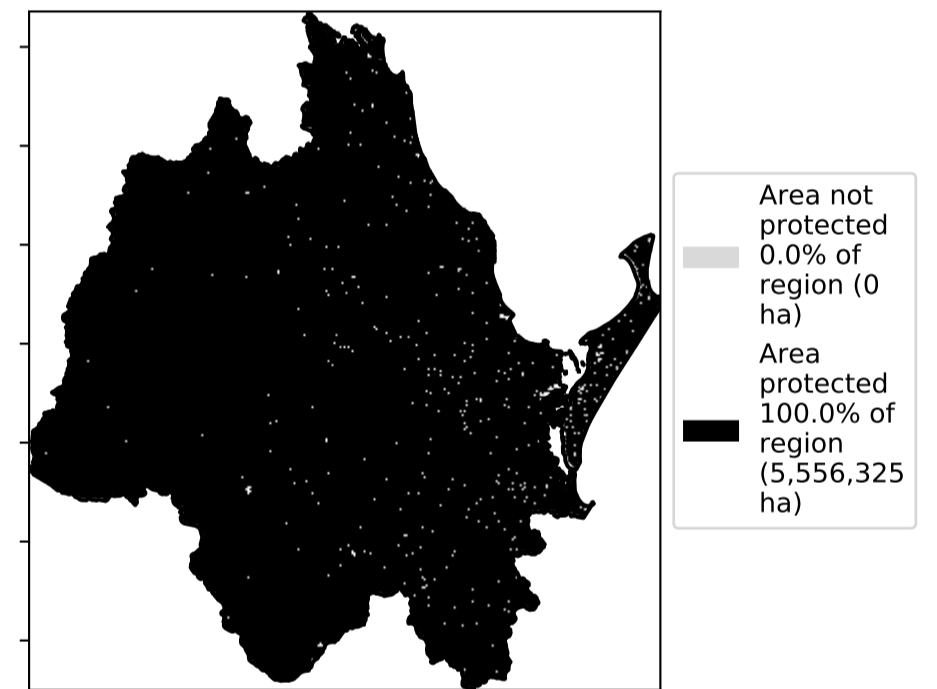 Area not
protected
0.0% of
region (0
ha)
Area
protected
100.0% of
region
(5,556,325
ha)